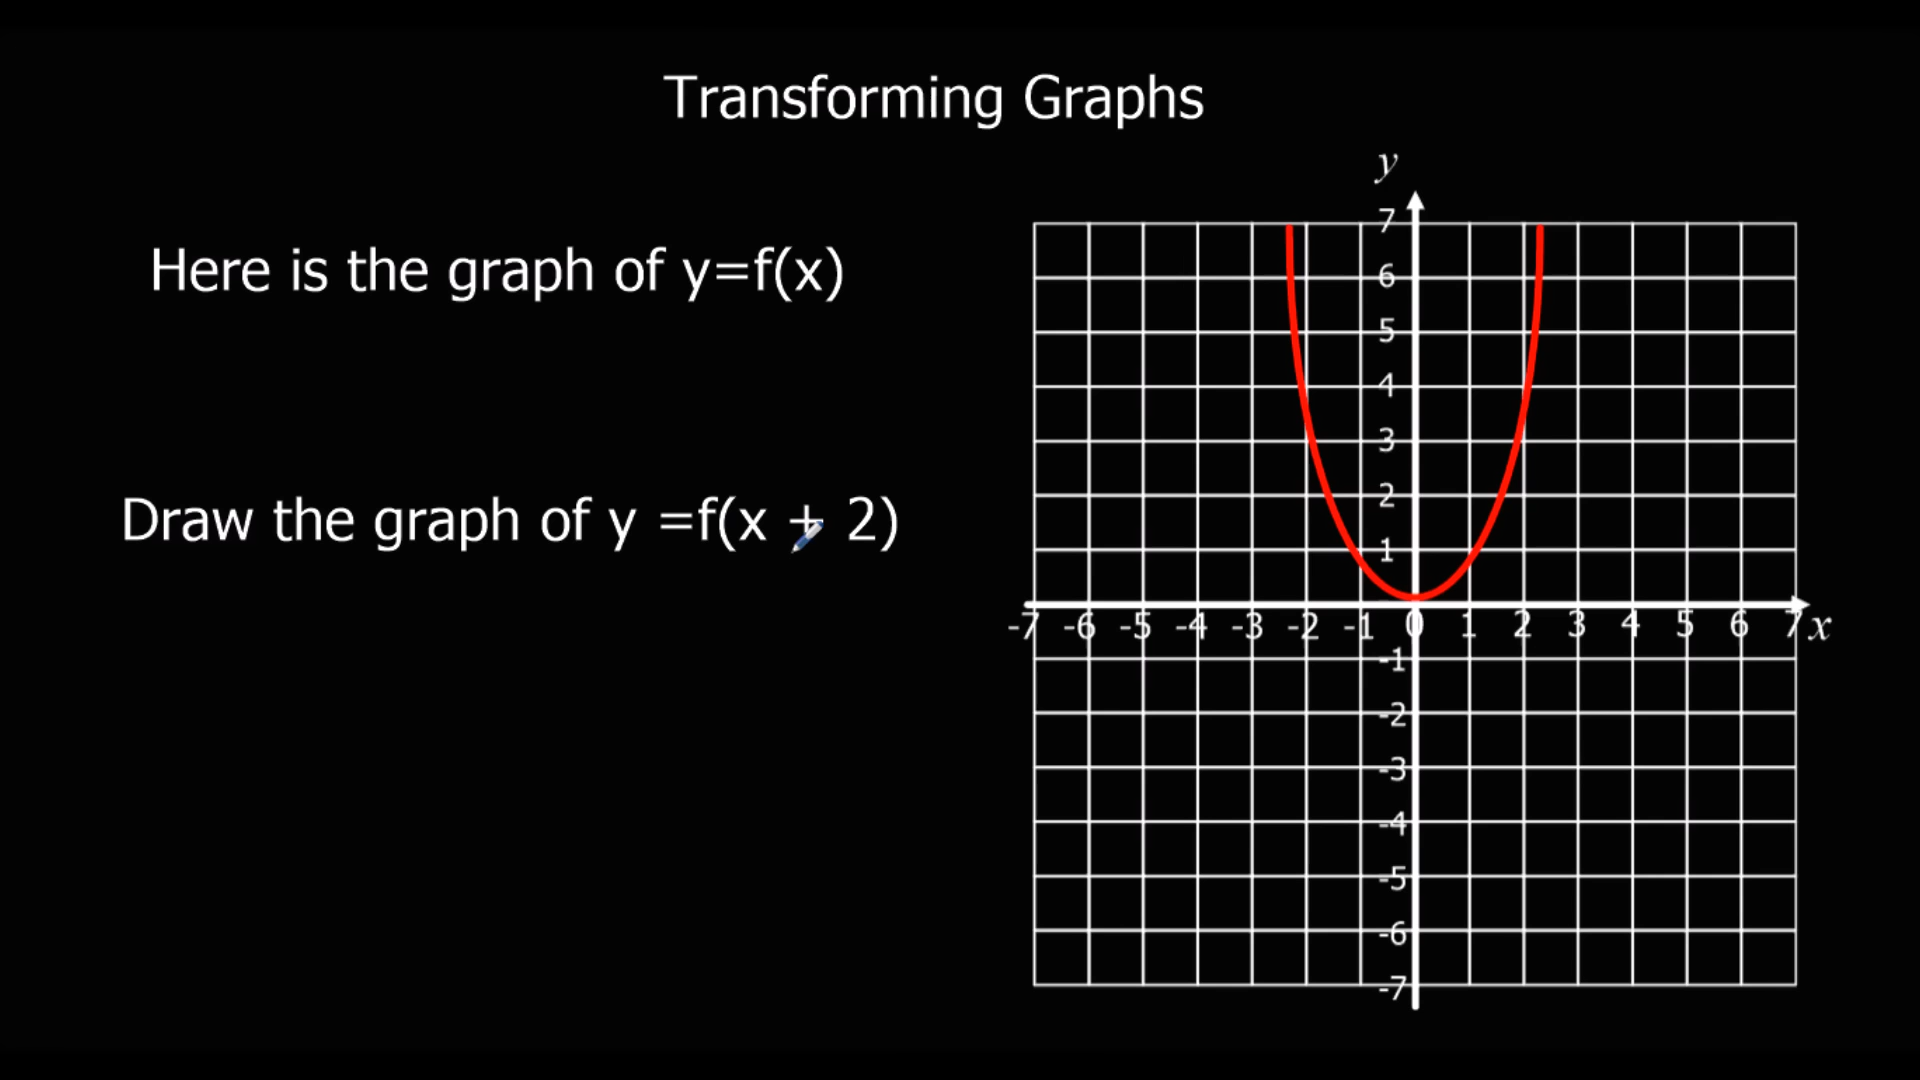 Transforming Graphs
y
Here is the graph of y=f(x)
7
6
5
4
3
2
Draw the graph of y =f(x + 2)
1
-7 -6 -5 -4 -3 -2 -1 0 1 2 3 4 5 6 7 x
-1
-2
-3
-4
-5
-6
-7